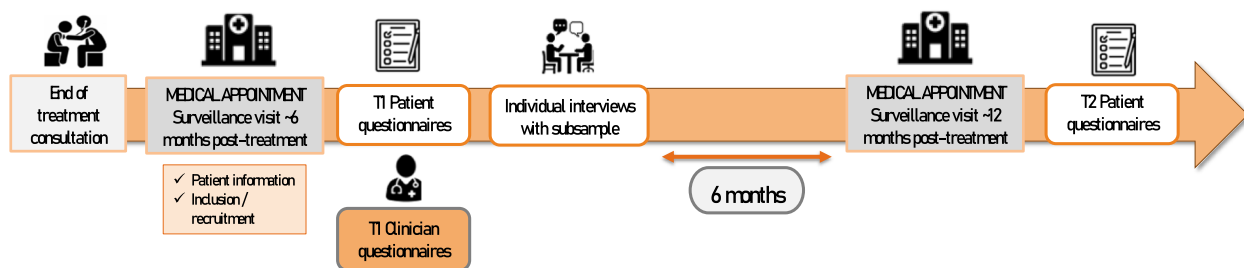 End of
treatment
consultation
MEDICAL APPOINTMENT
Surveillance visit ~6
months post-treatment
✓ Patient information
✓ Inclusion /
recruitment
T1 Patient
questionnaires
T1 Clinician
questionnaires
Individual interviews
with subsample
6 months
MEDICAL APPOINTMENT
Surveillance visit ~12
months post-treatment
T2 Patient
questionnaires